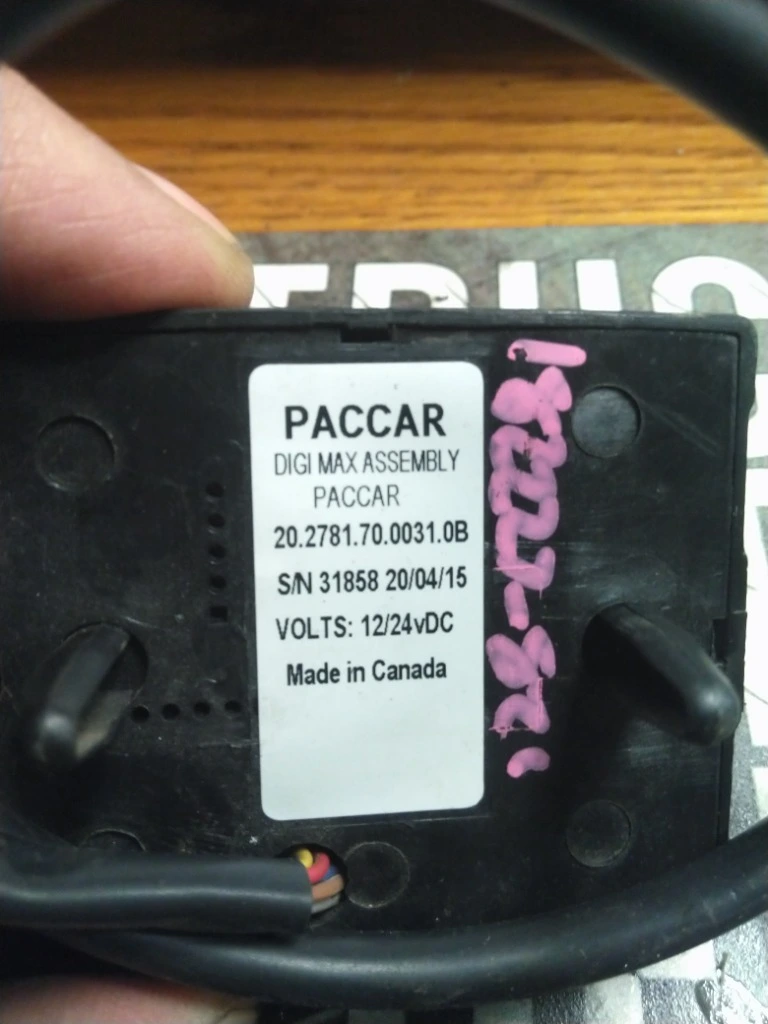 TRUC
PACCAR
DIGI MAX ASSEMBLY
PACCAR
20.2781.70.0031.0B
S/N 31858 20/04/15
VOLTS: 12/24vDC
Made in Canada